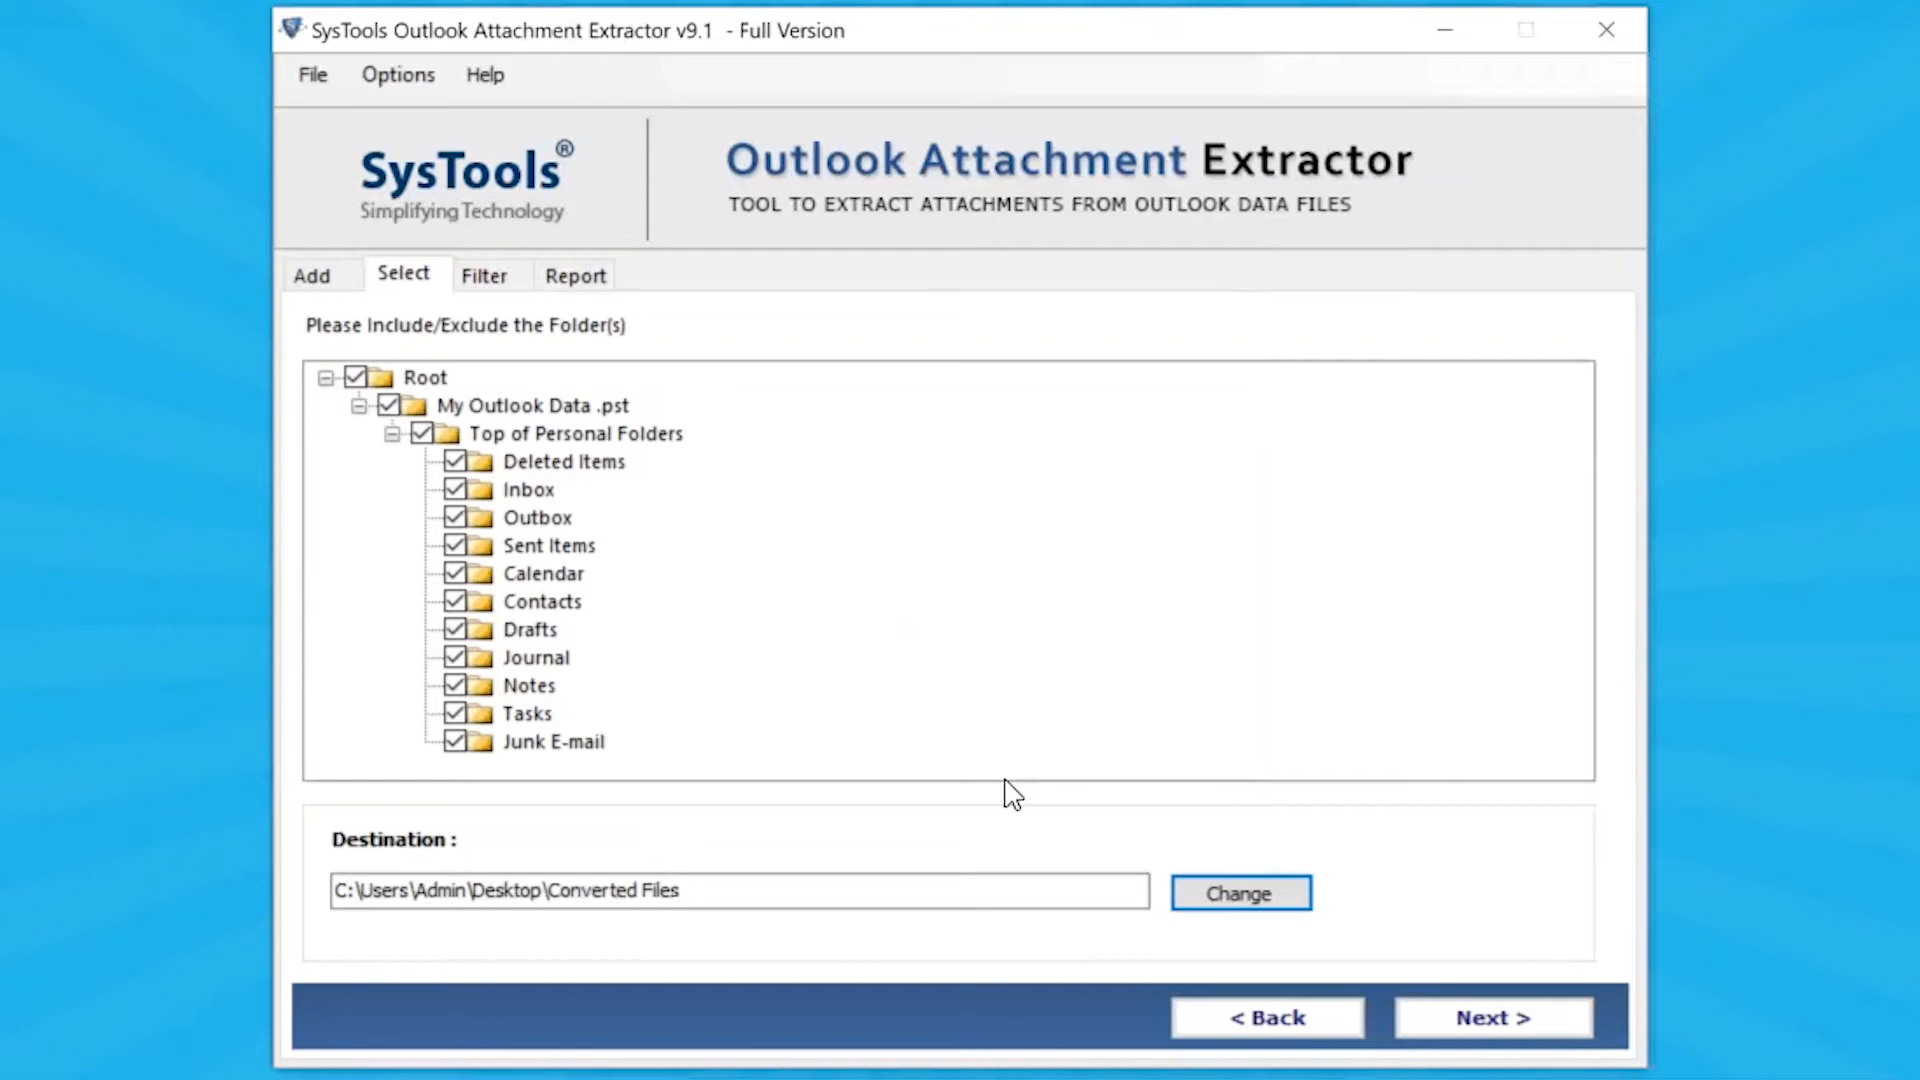 SysTools Outlook Attachment Extractor v9.1 - Full Version
File Options Help
SysTools®
Simplifying Technology
Outlook Attachment Extractor
TOOL TO EXTRACT ATTACHMENTS FROM OUTLOOK DATA FILES
Add Select Filter Report
Please Include/Exclude the Folder(s)
Root
My Outlook Data .pst
Top of Personal Folders
Deleted Items
Inbox
Outbox
Sent Items
Calendar
Contacts
Drafts
Journal
Notes
Tasks
Junk E-mail
Destination :
C:\Users\Admin\Desktop\Converted Files
Change
< Back
Next >